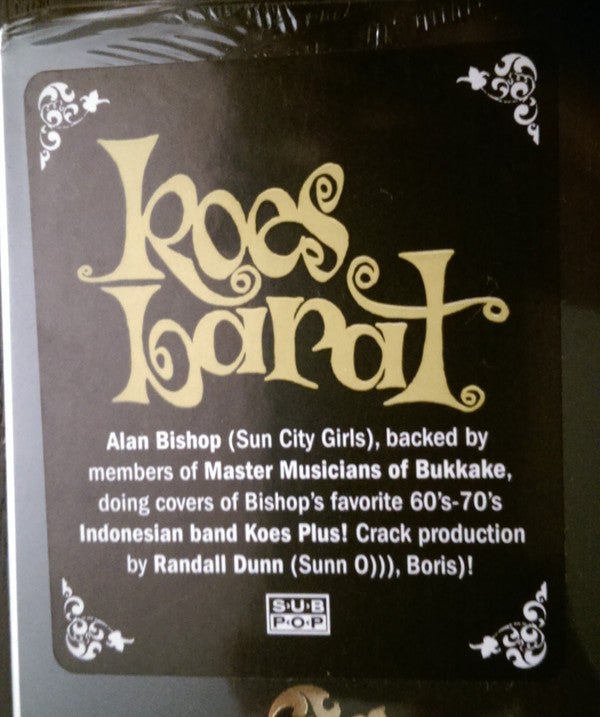 Koes
barat
Alan Bishop (Sun City Girls), backed by
members of Master Musicians of Bukkake,
doing covers of Bishop's favorite 60's-70's
Indonesian band Koes Plus! Crack production
by Randall Dunn (Sunn O))), Boris)!
SUB
POP